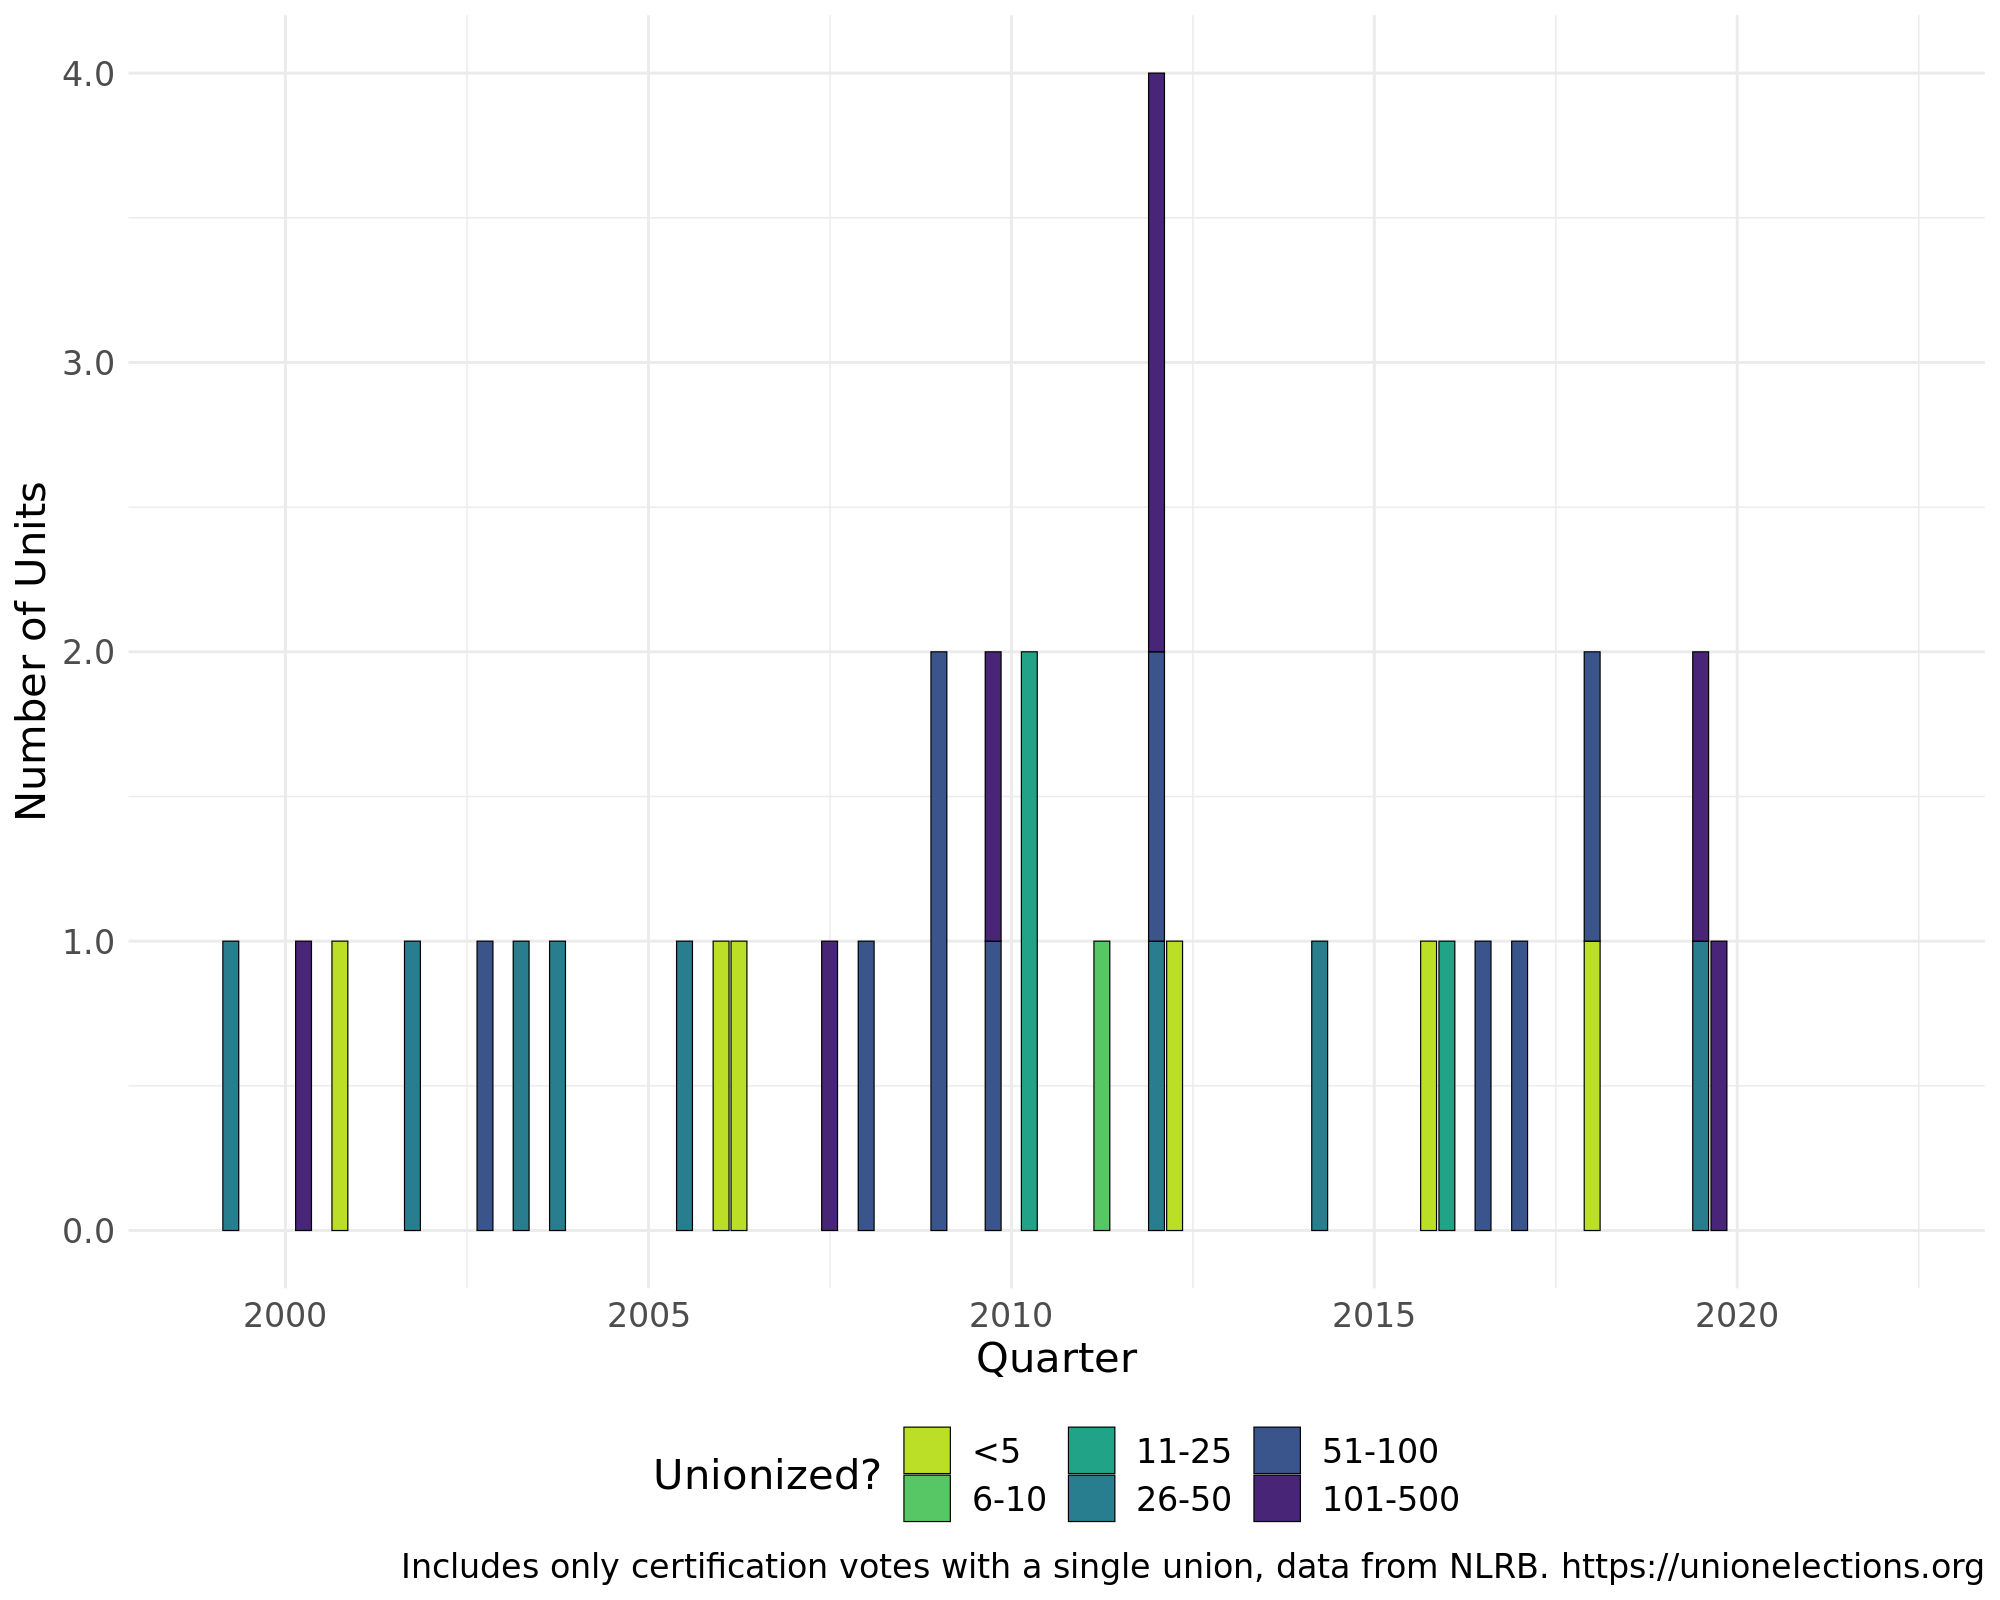 4.0
3.0
2.0
1.0
0.0
Number of Units
2000 2005 2010 2015 2020
Quarter
Unionized?
<5 11-25 51-100
6-10 26-50 101-500
Includes only certification votes with a single union, data from NLRB. https://unionelections.org